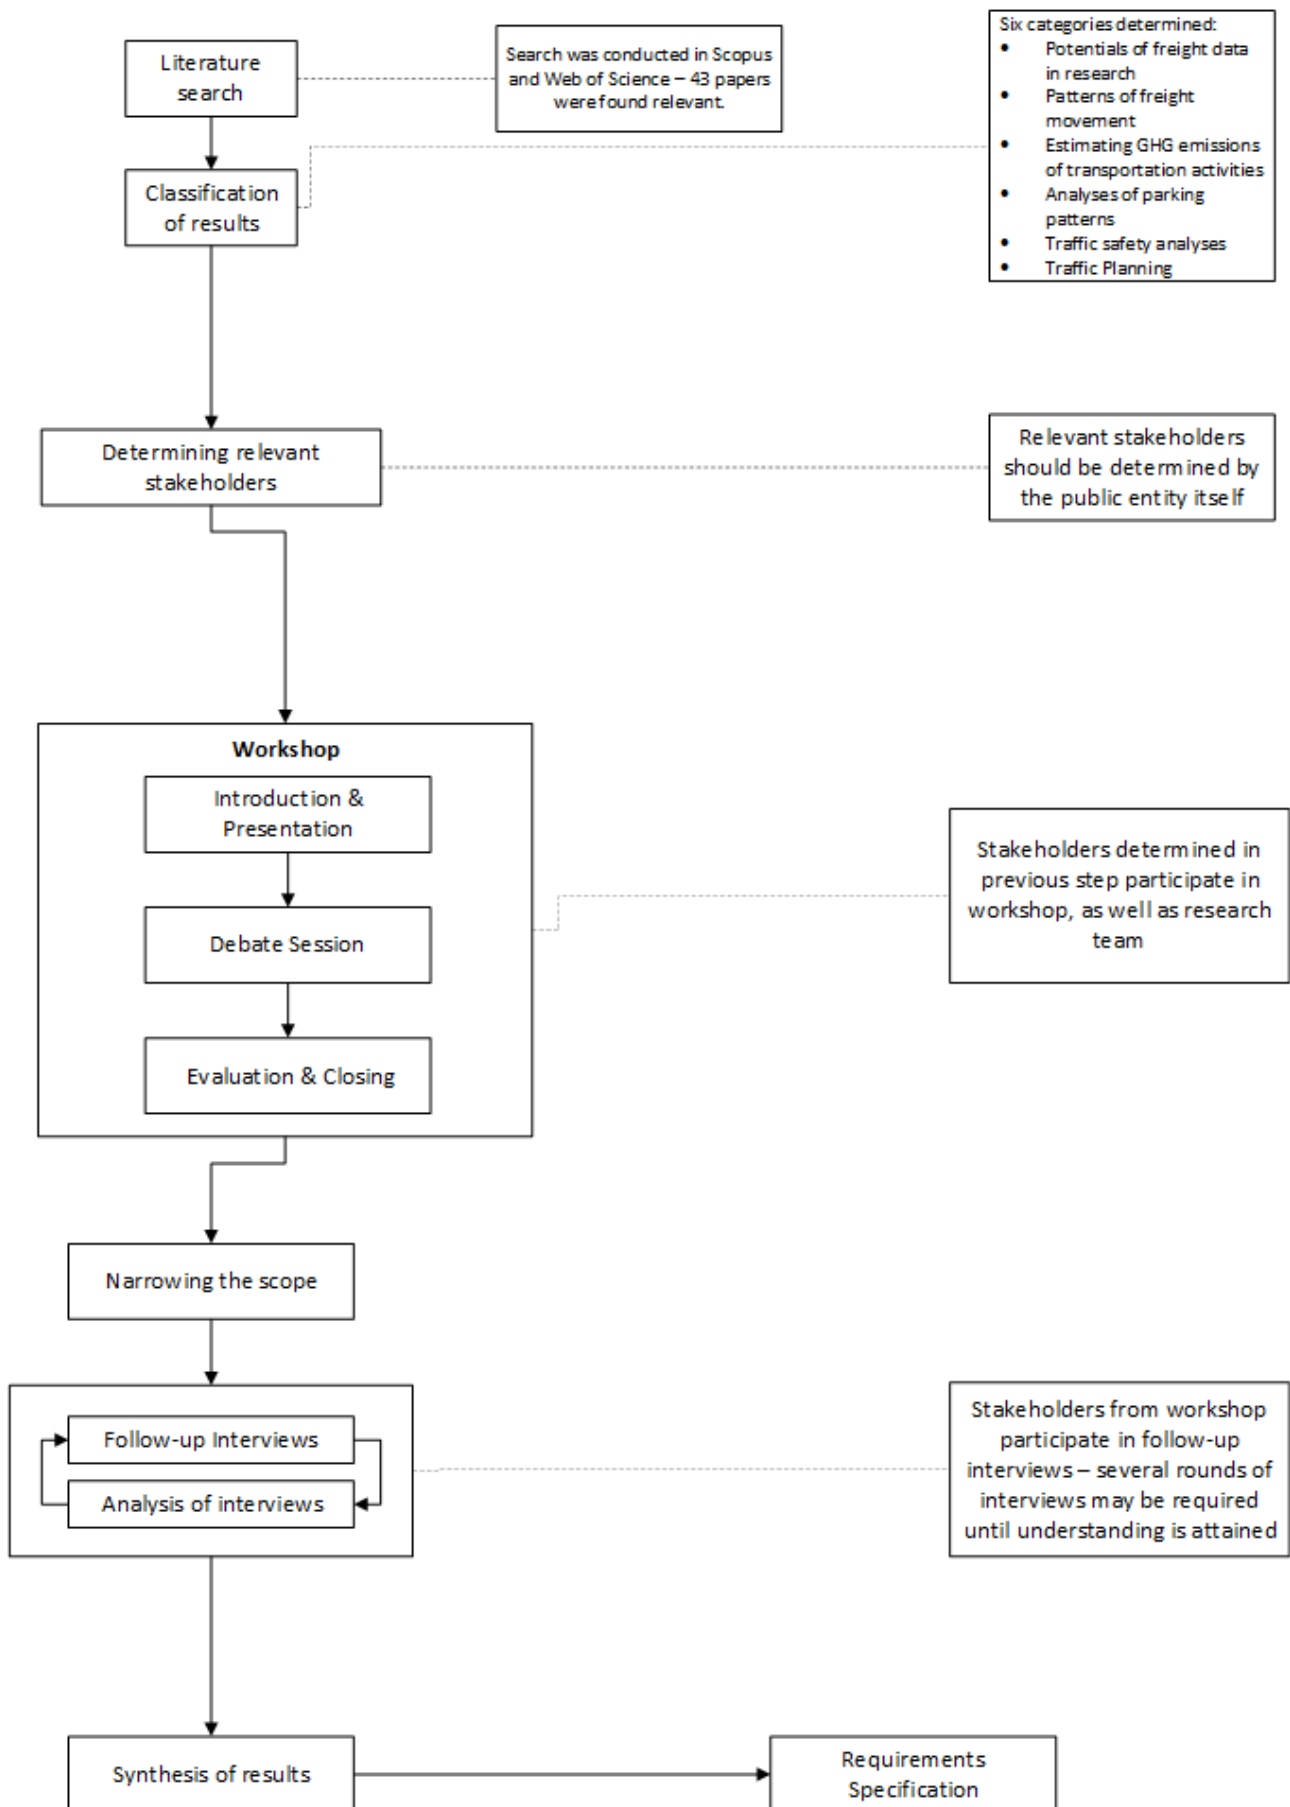 Literature
search
Search was conducted in Scopus
and Web of Science – 43 papers
were found relevant.
Six categories determined:
• Potentials of freight data
in research
• Patterns of freight
movement
• Estimating GHG emissions
of transportation activities
• Analyses of parking
patterns
• Traffic safety analyses
• Traffic Planning
Classification
of results
Determining relevant
stakeholders
Relevant stakeholders
should be determined by
the public entity itself
Workshop
Introduction &
Presentation
Debate Session
Evaluation & Closing
Stakeholders determined in
previous step participate in
workshop, as well as research
team
Narrowing the scope
Follow-up Interviews
Analysis of interviews
Stakeholders from workshop
participate in follow-up
interviews – several rounds of
interviews may be required
until understanding is attained
Synthesis of results
Requirements
Specification